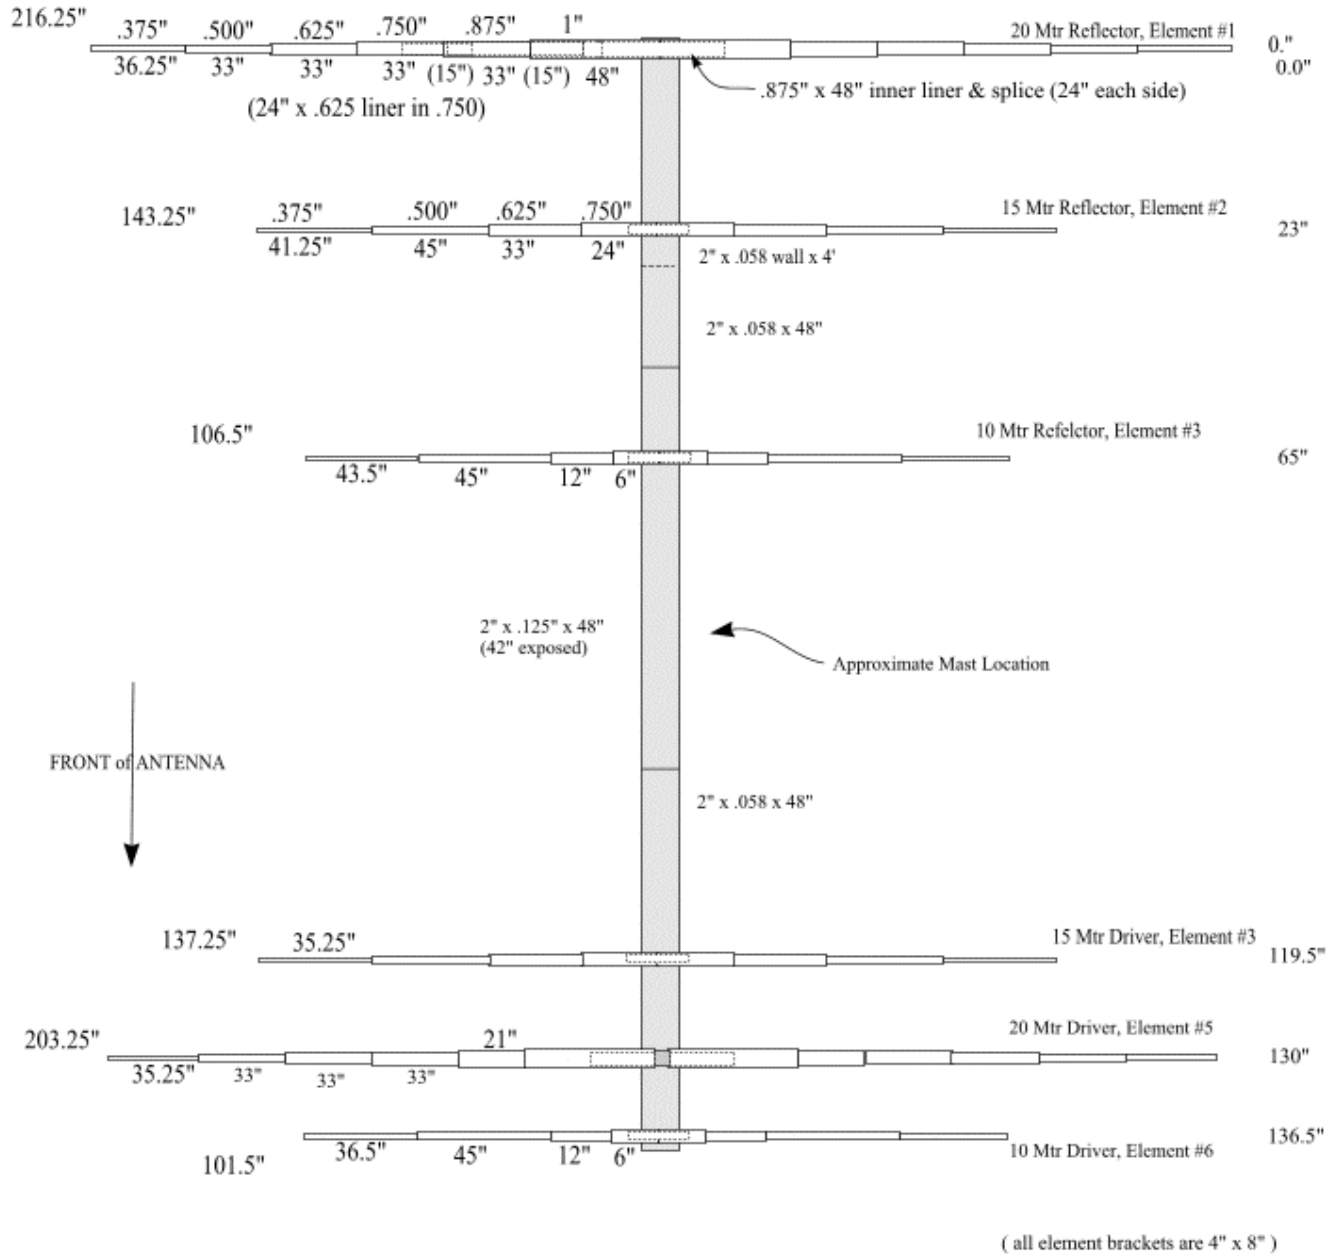 216.25"
.375" .500" .625" .750" .875" 1" 20 Mtr Reflector, Element #1 0."
36.25" 33" 33" 33" (15") 33" (15") 48" 0.0"
.875" x 48" inner liner & splice (24" each side)
(24" x .625 liner in .750)
143.25" .375" .500" .625" .750" 15 Mtr Reflector, Element #2 23"
41.25" 45" 33" 24" 2" x .058 wall x 4'
2" x .058 x 48"
106.5" 10 Mtr Refelctor, Element #3 65"
43.5" 45" 12" 6"
2" x .125" x 48"
(42" exposed)
Approximate Mast Location
FRONT of ANTENNA
2" x .058 x 48"
137.25" 35.25" 15 Mtr Driver, Element #3 119.5"
203.25" 21" 20 Mtr Driver, Element #5 130"
35.25" 33" 33" 33"
36.5" 45" 12" 6" 10 Mtr Driver, Element #6 136.5"
101.5"
( all element brackets are 4" x 8" )